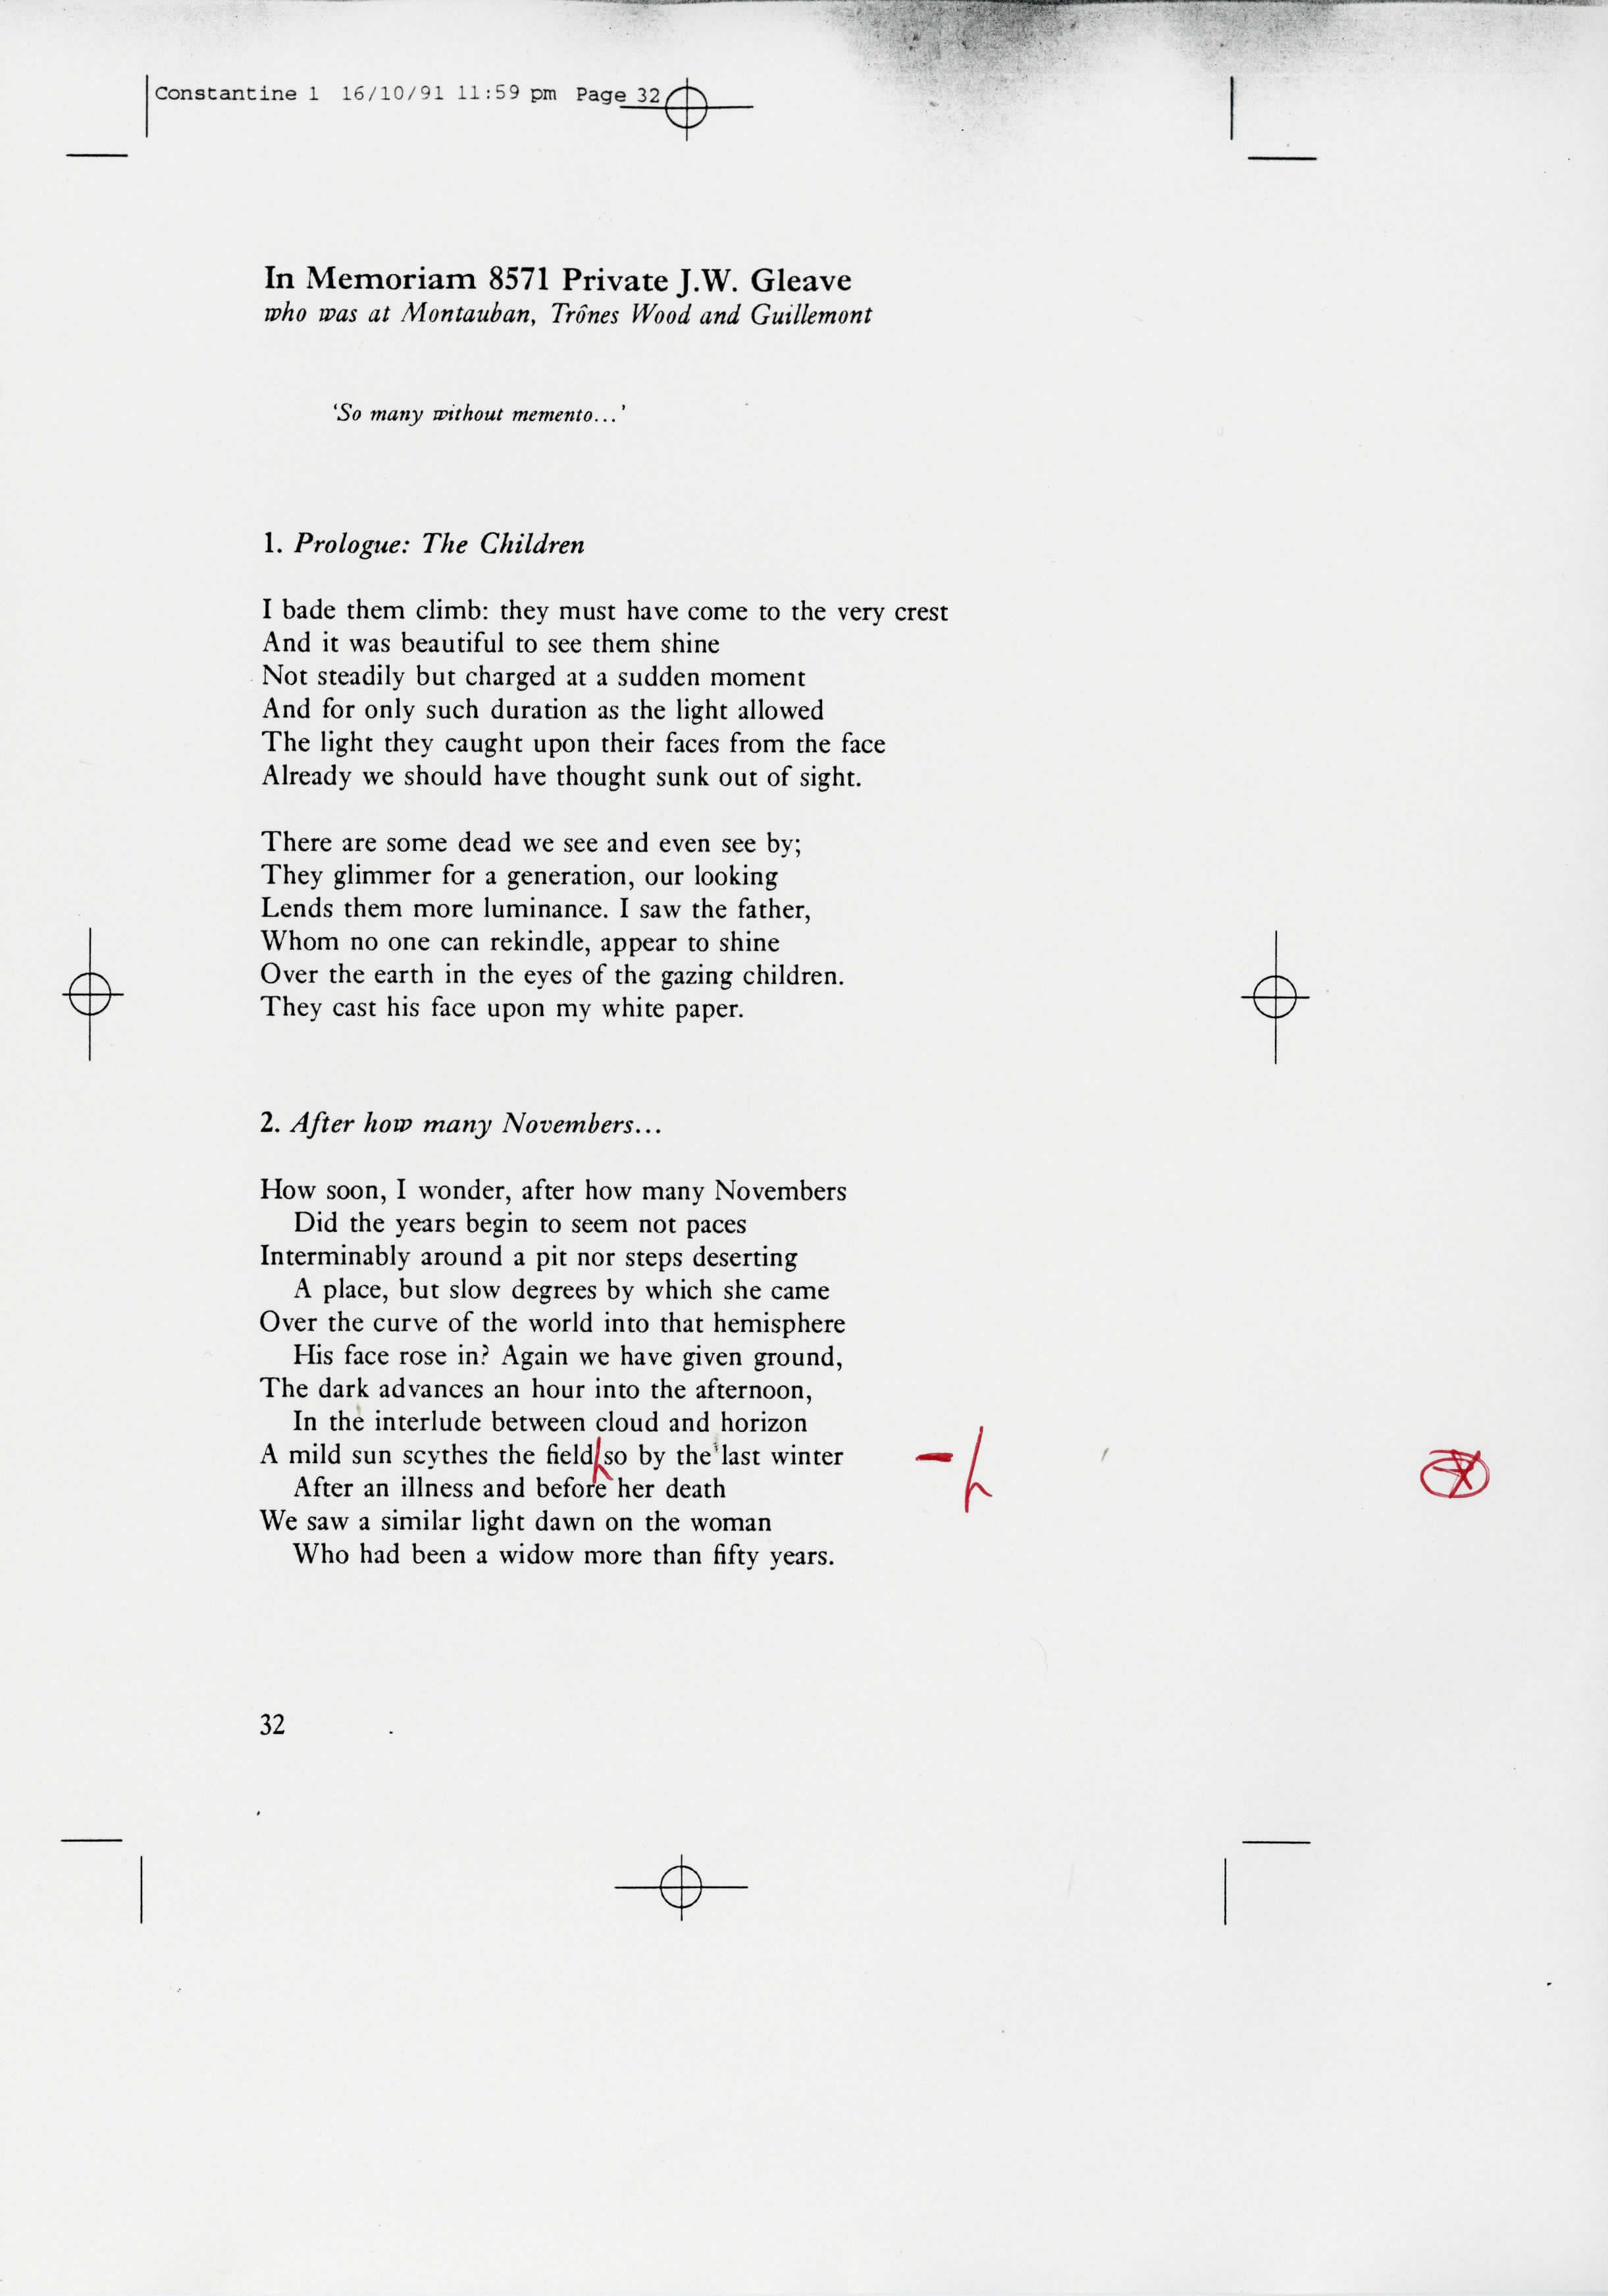 Constantine 1 16/10/91 11:59 pm Page 32
In Memoriam 8571 Private J.W. Gleave
who was at Montauban, Trônes Wood and Guillemont
'So many without memento...'
1. Prologue: The Children
I bade them climb: they must have come to the very crest
And it was beautiful to see them shine
Not steadily but charged at a sudden moment
And for only such duration as the light allowed
The light they caught upon their faces from the face
Already we should have thought sunk out of sight.
There are some dead we see and even see by;
They glimmer for a generation, our looking
Lends them more luminance. I saw the father,
Whom no one can rekindle, appear to shine
Over the earth in the eyes of the gazing children.
They cast his face upon my white paper.
2. After how many Novembers...
How soon, I wonder, after how many Novembers
Did the years begin to seem not paces
Interminably around a pit nor steps deserting
A place, but slow degrees by which she came
Over the curve of the world into that hemisphere
His face rose in? Again we have given ground,
The dark advances an hour into the afternoon,
In the interlude between cloud and horizon
A mild sun scythes the field so by the last winter
After an illness and before her death
We saw a similar light dawn on the woman
Who had been a widow more than fifty years.
32